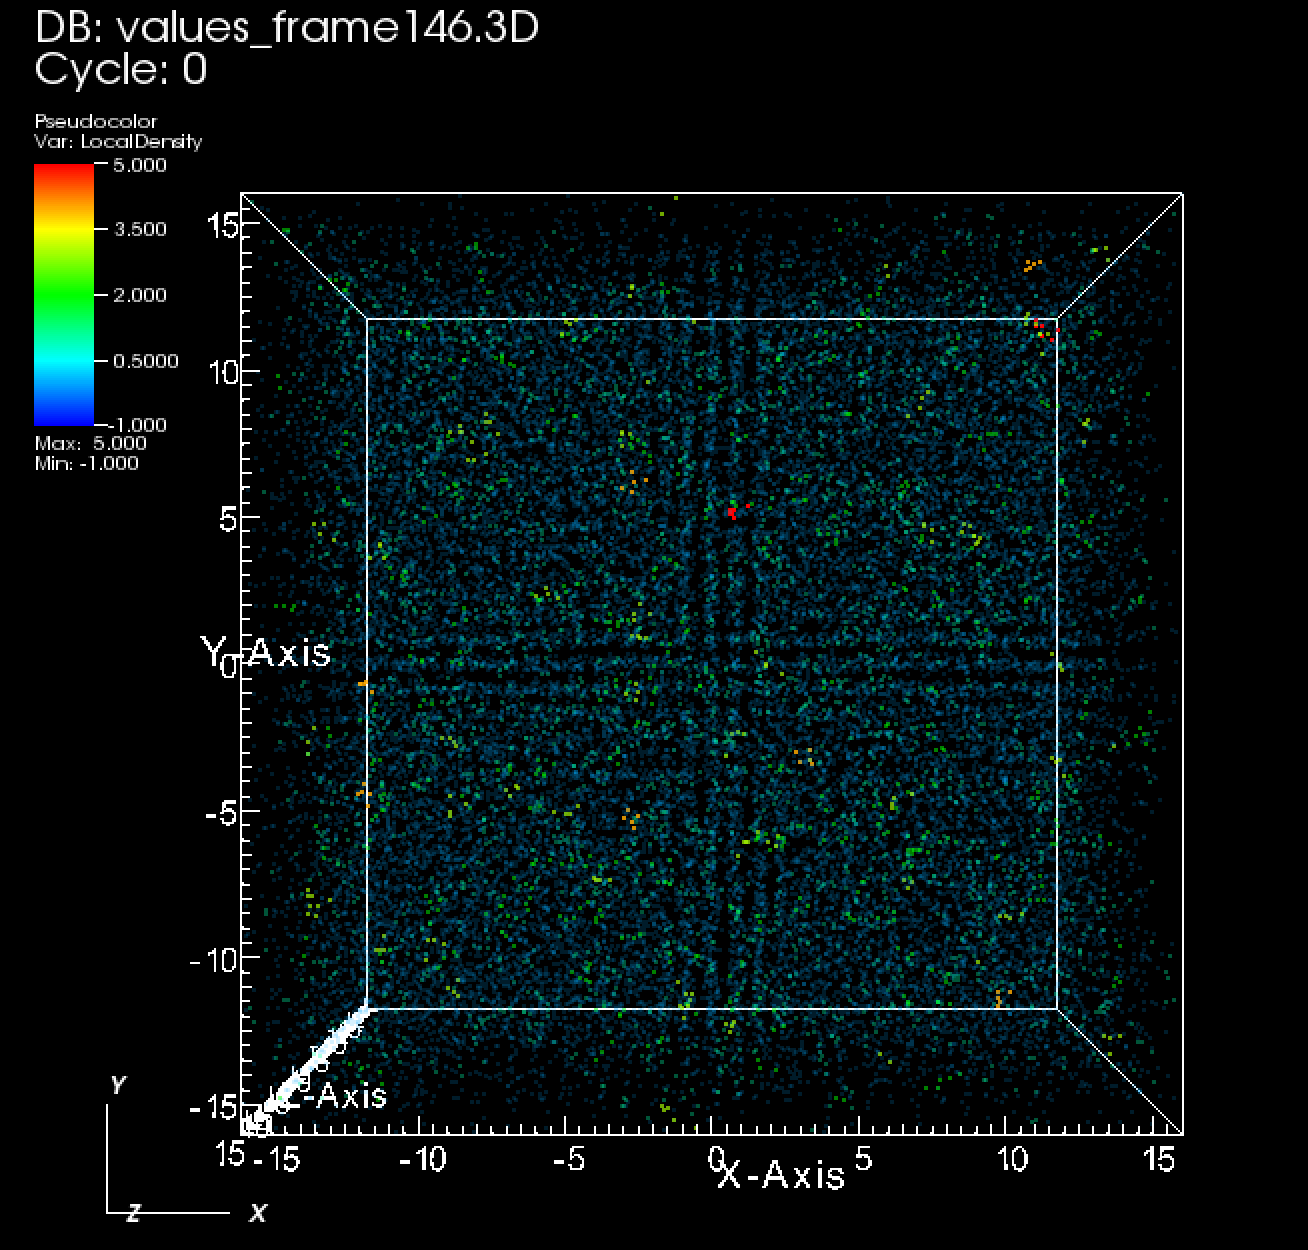 DB: values_frame146.3D
Cycle: 0
Pseudocolor
Var: LocalDensity
5.000
3.500
2.000
0.5000
-1.000
Max: 5.000
Min: -1.000
15
10
5
Y-Axis
0
-5
-10
-15
-Axis
15 -15 -10 -5 0 5 10 15
X-Axis
Y
Z X